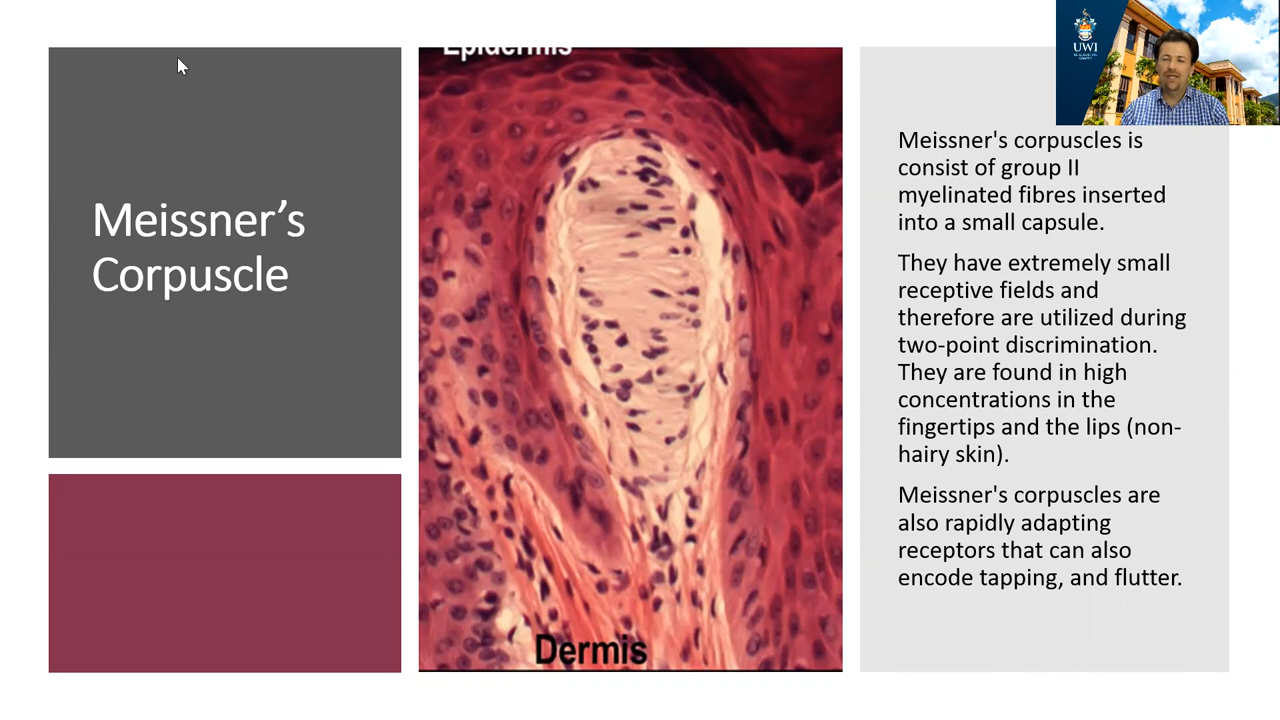 Meissner’s
Corpuscle
Epidermis
Dermis
UWI
Meissner's corpuscles is
consist of group II
myelinated fibres inserted
into a small capsule.
They have extremely small
receptive fields and
therefore are utilized during
two-point discrimination.
They are found in high
concentrations in the
fingertips and the lips (non-
hairy skin).
Meissner's corpuscles are
also rapidly adapting
receptors that can also
encode tapping, and flutter.